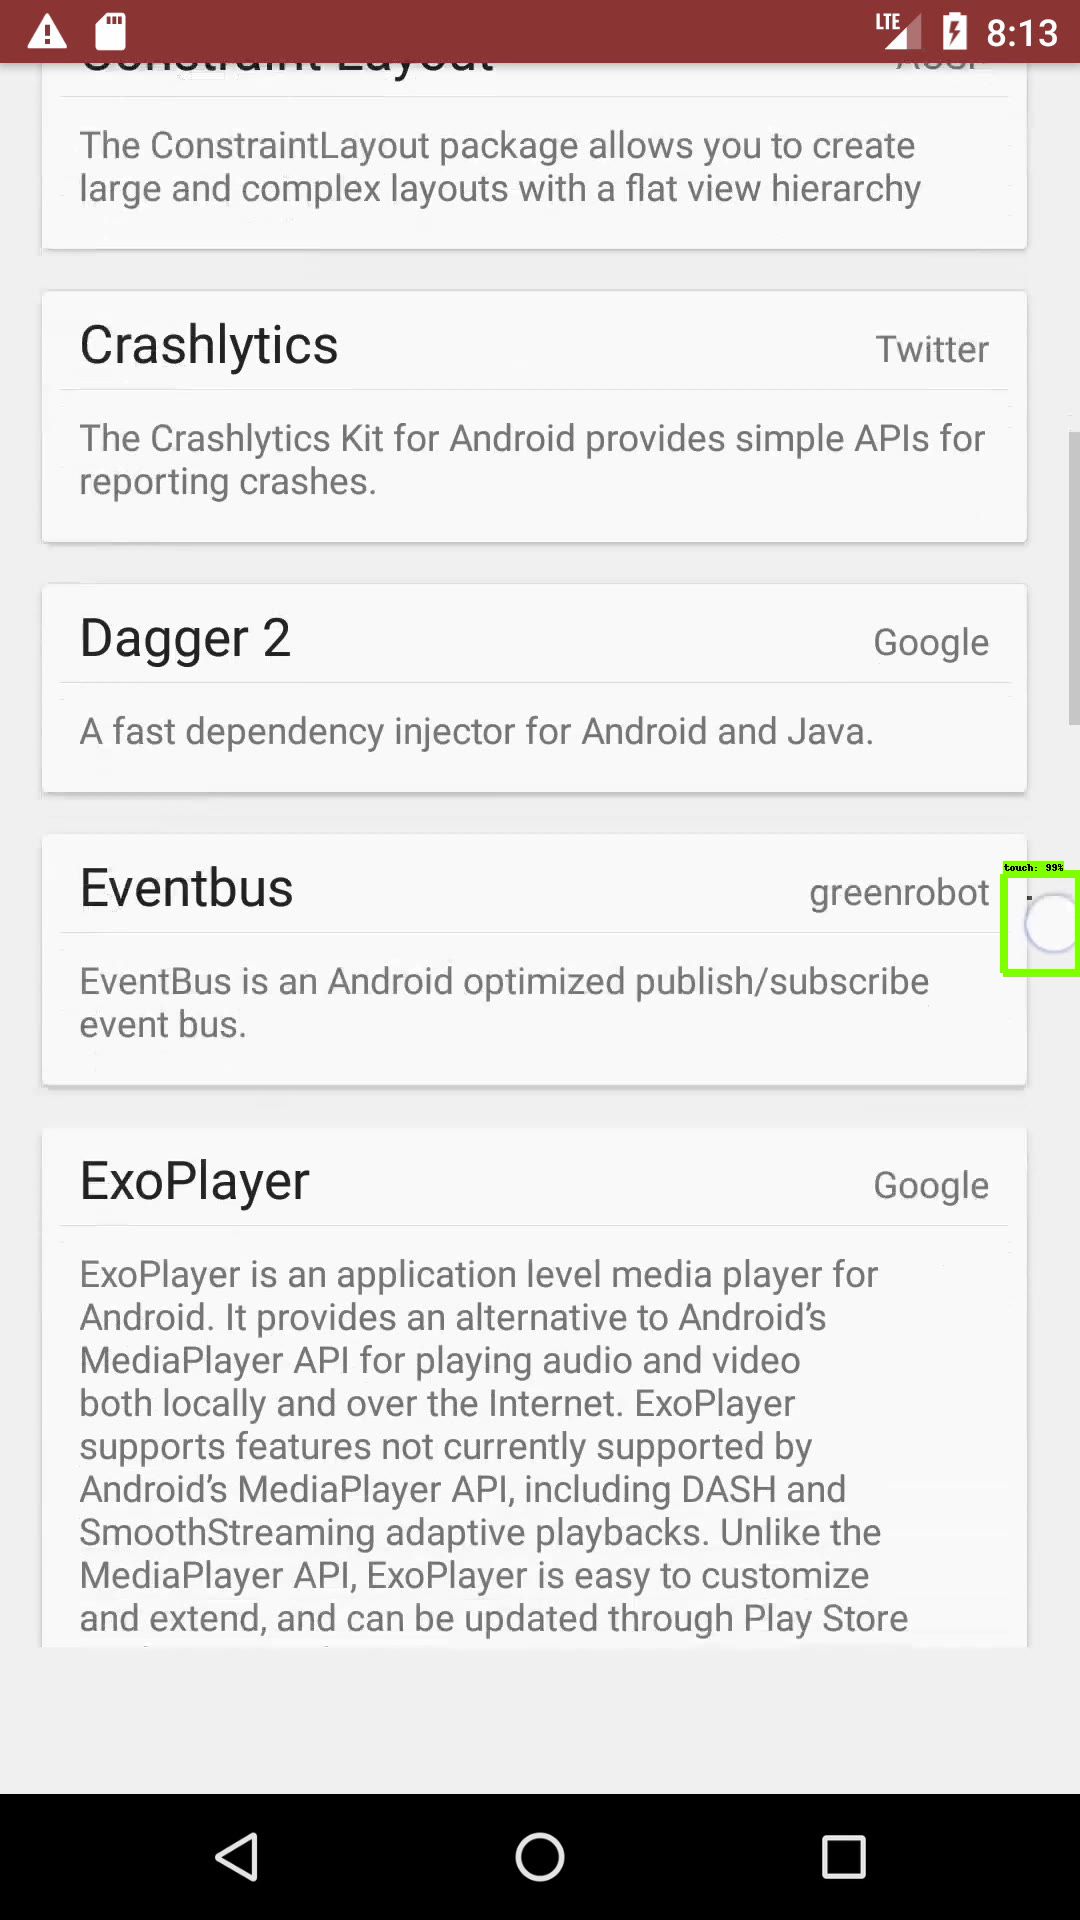 LTE 8:13
Constraint Layout AOSP
The ConstraintLayout package allows you to create
large and complex layouts with a flat view hierarchy
Crashlytics Twitter
The Crashlytics Kit for Android provides simple APIs for
reporting crashes.
Dagger 2 Google
A fast dependency injector for Android and Java.
touch: 99%
Eventbus greenrobot
EventBus is an Android optimized publish/subscribe
event bus.
ExoPlayer Google
ExoPlayer is an application level media player for
Android. It provides an alternative to Android’s
MediaPlayer API for playing audio and video
both locally and over the Internet. ExoPlayer
supports features not currently supported by
Android’s MediaPlayer API, including DASH and
SmoothStreaming adaptive playbacks. Unlike the
MediaPlayer API, ExoPlayer is easy to customize
and extend, and can be updated through Play Store